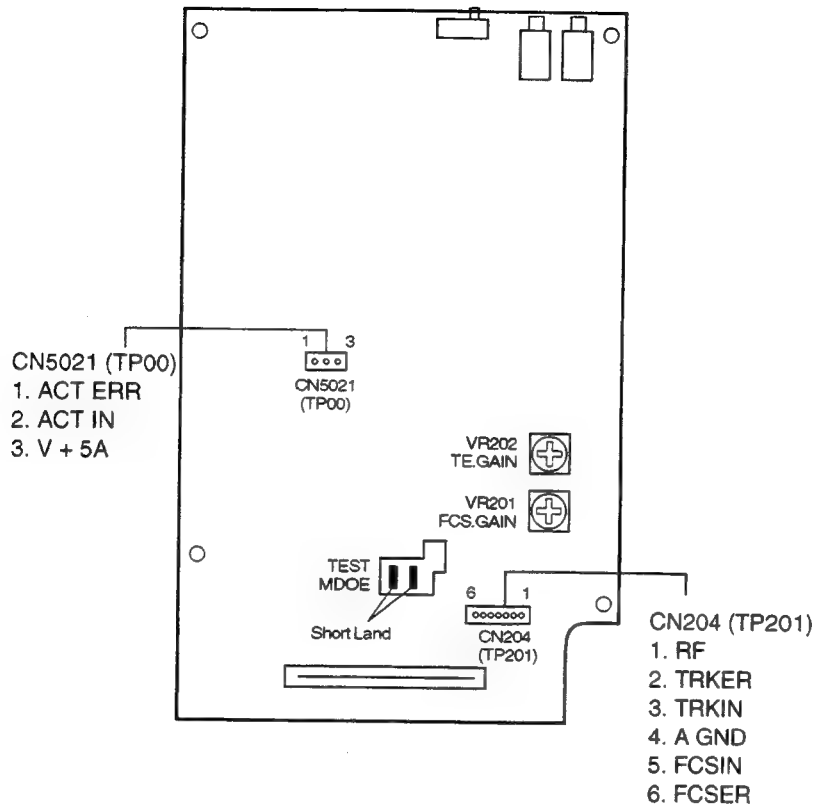 CN5021 (TP00)
1. ACT ERR
2. ACT IN
3. V + 5A
1 3
CN5021
(TP00)
VR202
TE.GAIN
VR201
FCS.GAIN
TEST
MDOE
Short Land
6 1
CN204
(TP201)
CN204 (TP201)
1. RF
2. TRKER
3. TRKIN
4. A GND
5. FCSIN
6. FCSER